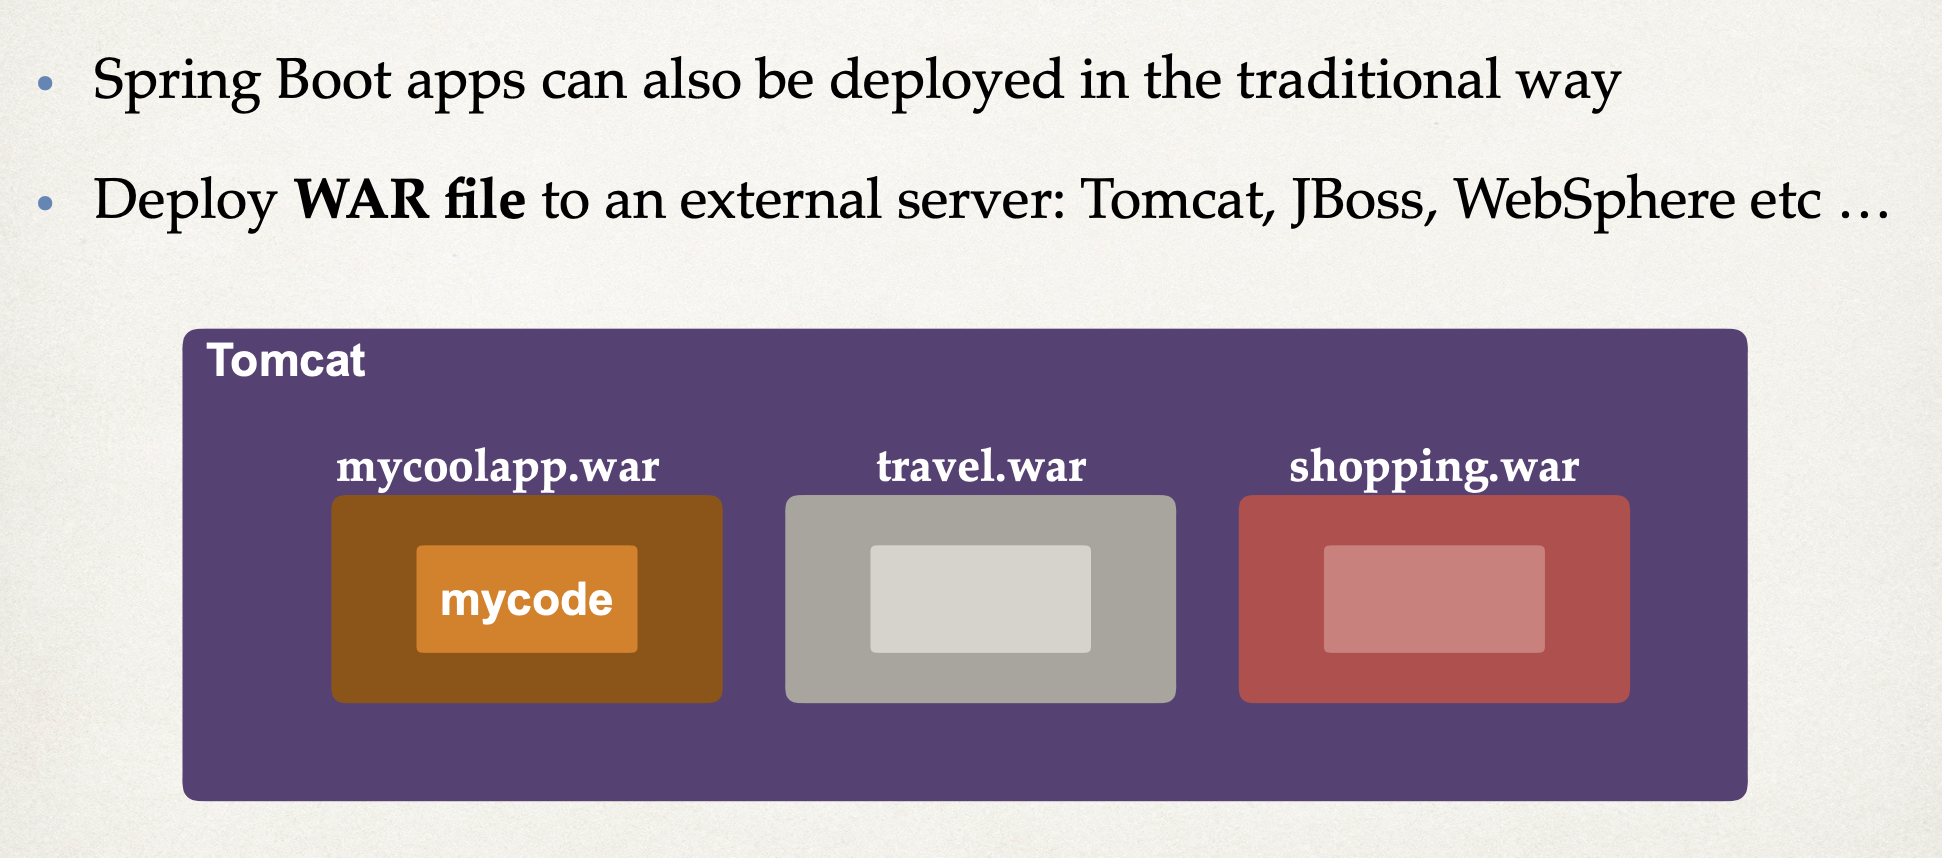 Spring Boot apps can also be deployed in the traditional way
Deploy WAR file to an external server: Tomcat, JBoss, WebSphere etc …
Tomcat
mycoolapp.war
travel.war
shopping.war
mycode